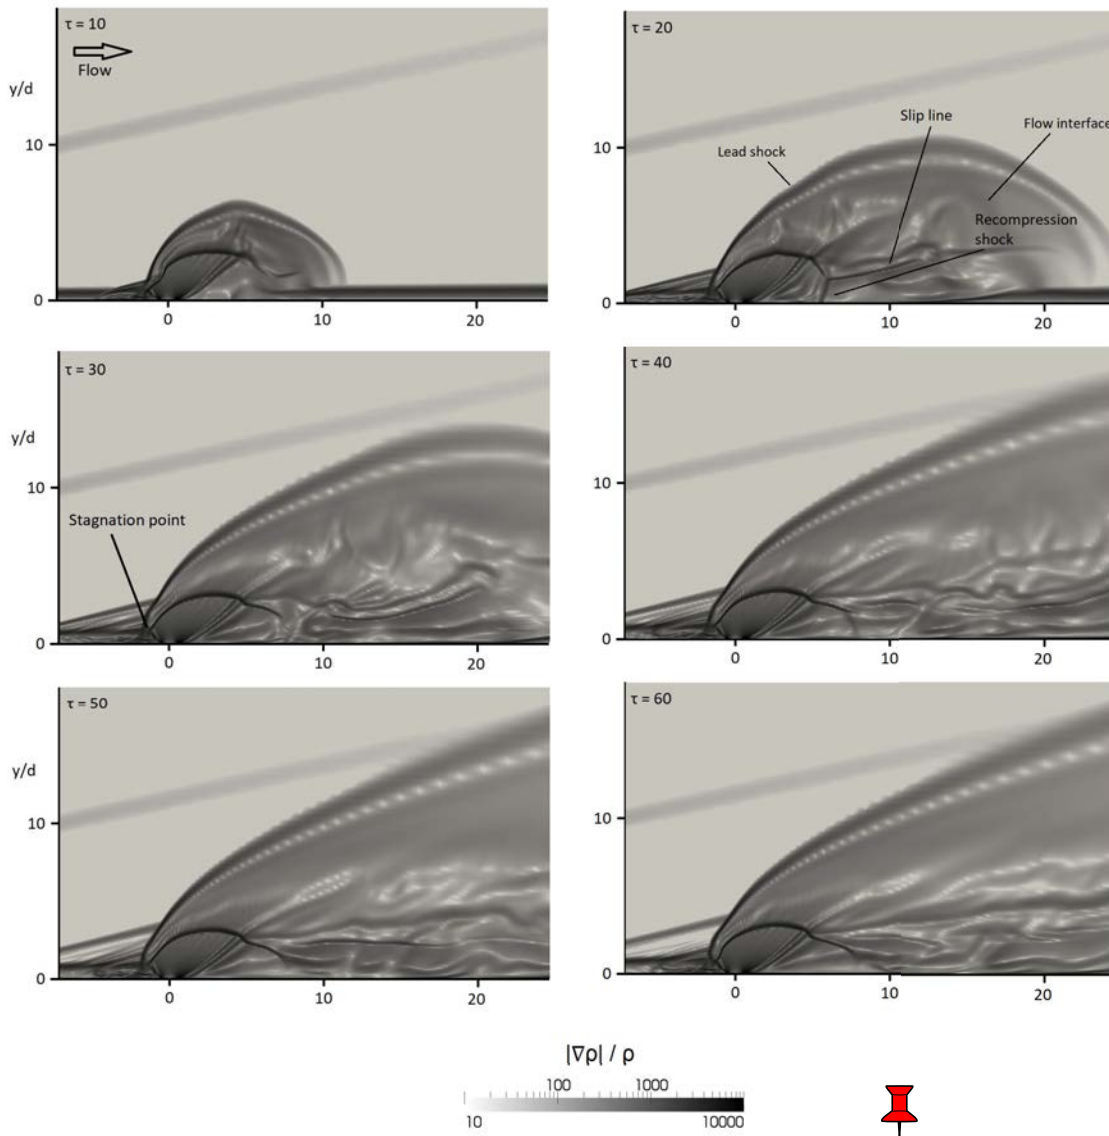 τ = 10
Flow
y/d
10
0
0
10
20
τ = 20
Slip line
Flow interface
Lead shock
Recompression
shock
10
0
0
10
20
τ = 30
y/d
10
Stagnation point
0
0
10
20
τ = 40
10
0
0
10
20
τ = 50
y/d
10
0
0
10
20
τ = 60
10
0
0
10
20
|∇ρ| / ρ
100
1000
10
10000